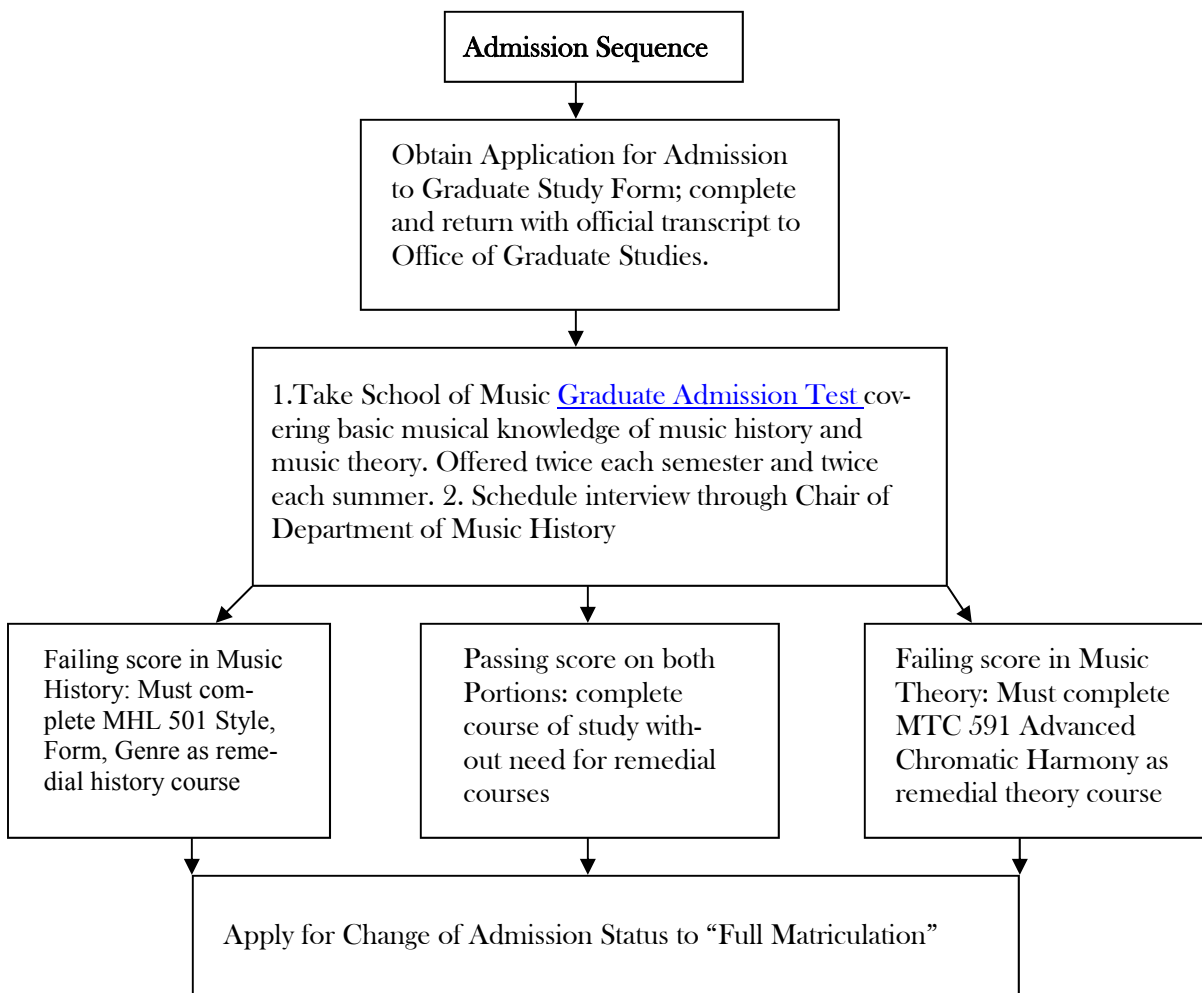 Admission Sequence
Obtain Application for Admission
to Graduate Study Form; complete
and return with official transcript to
Office of Graduate Studies.
1.Take School of Music Graduate Admission Test cov-
ering basic musical knowledge of music history and
music theory. Offered twice each semester and twice
each summer. 2. Schedule interview through Chair of
Department of Music History
Failing score in Music
History: Must com-
plete MHL 501 Style,
Form, Genre as reme-
dial history course
Passing score on both
Portions: complete
course of study with-
out need for remedial
courses
Failing score in Music
Theory: Must complete
MTC 591 Advanced
Chromatic Harmony as
remedial theory course
Apply for Change of Admission Status to “Full Matriculation”